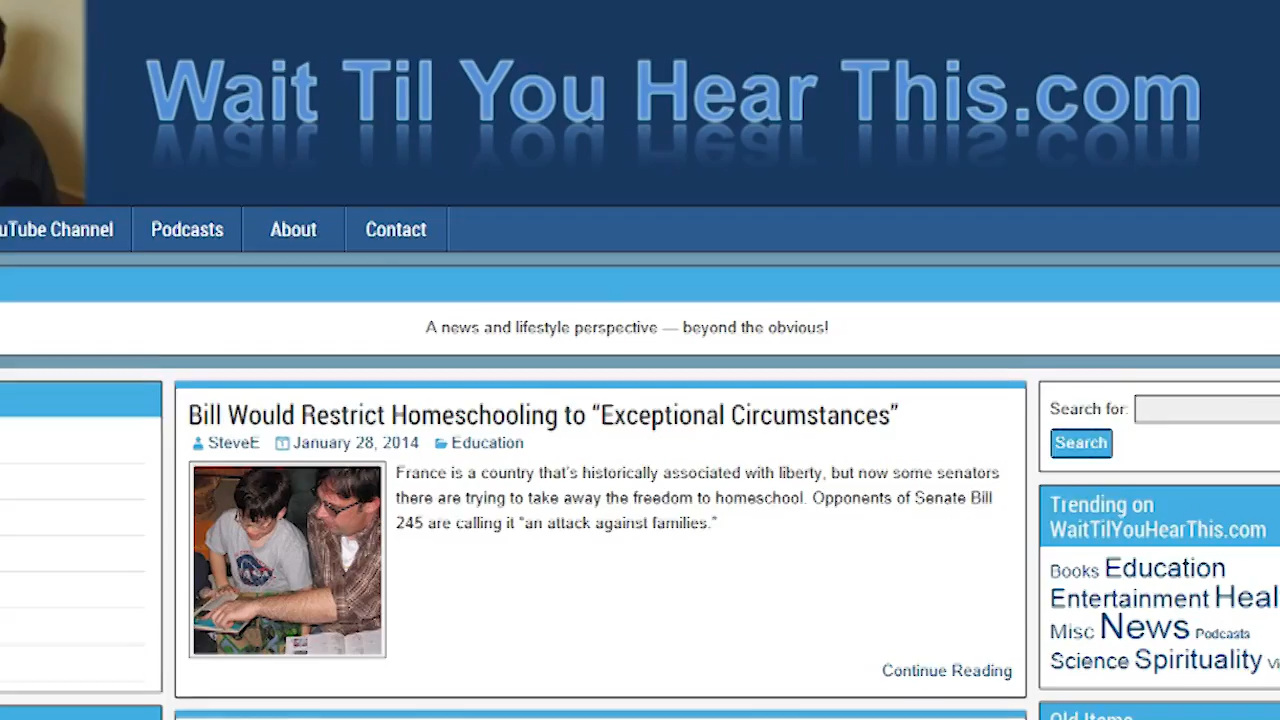 Wait Til You Hear This.com
uTube Channel
Podcasts
About
Contact
A news and lifestyle perspective — beyond the obvious!
Bill Would Restrict Homeschooling to “Exceptional Circumstances”
SteveE January 28, 2014 Education
France is a country that's historically associated with liberty, but now some senators
there are trying to take away the freedom to homeschool. Opponents of Senate Bill
245 are calling it "an attack against families."
Continue Reading
Search for:
Search
Trending on
WaitTilYouHearThis.com
Books Education
Entertainment Heal
Misc News Podcasts
Science Spirituality Vi
Old Items